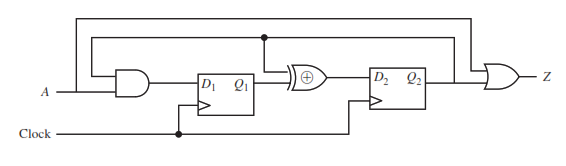 D₁ Q₁ ⊕ D₂ Q₂ Z
A
Clock